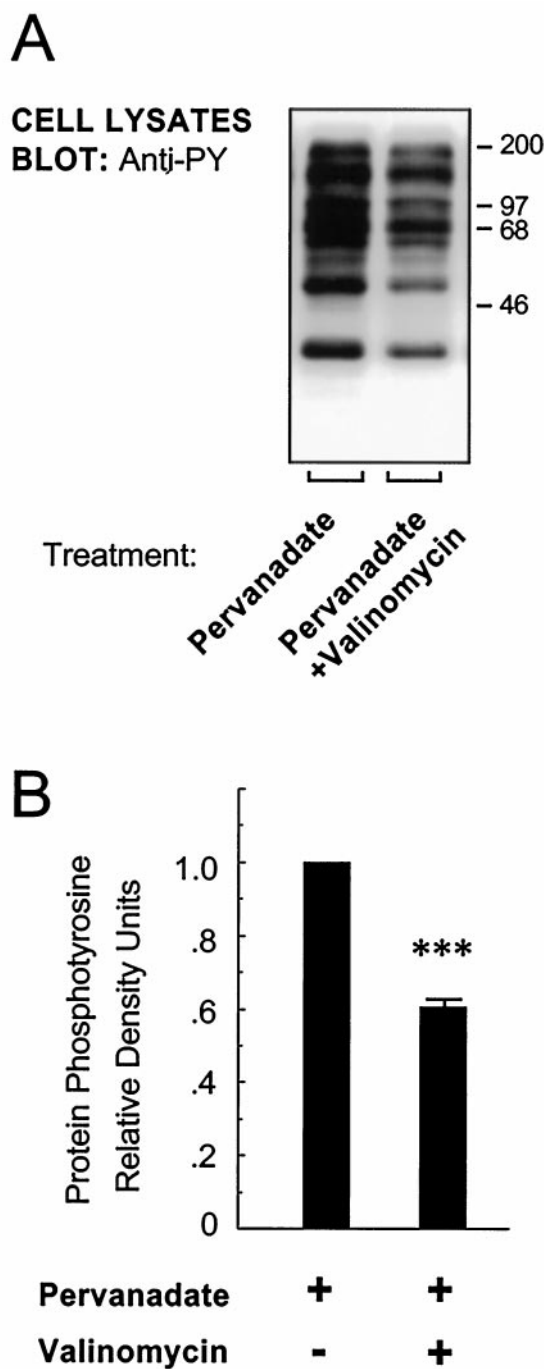 A
CELL LYSATES
BLOT: Anti-PY
200
97
68
46
Treatment:
Pervanadate
Pervanadate
+Valinomycin
B
Protein Phosphotyrosine
Relative Density Units
1.0
.8
.6
.4
.2
0
***
Pervanadate + +
Valinomycin - +